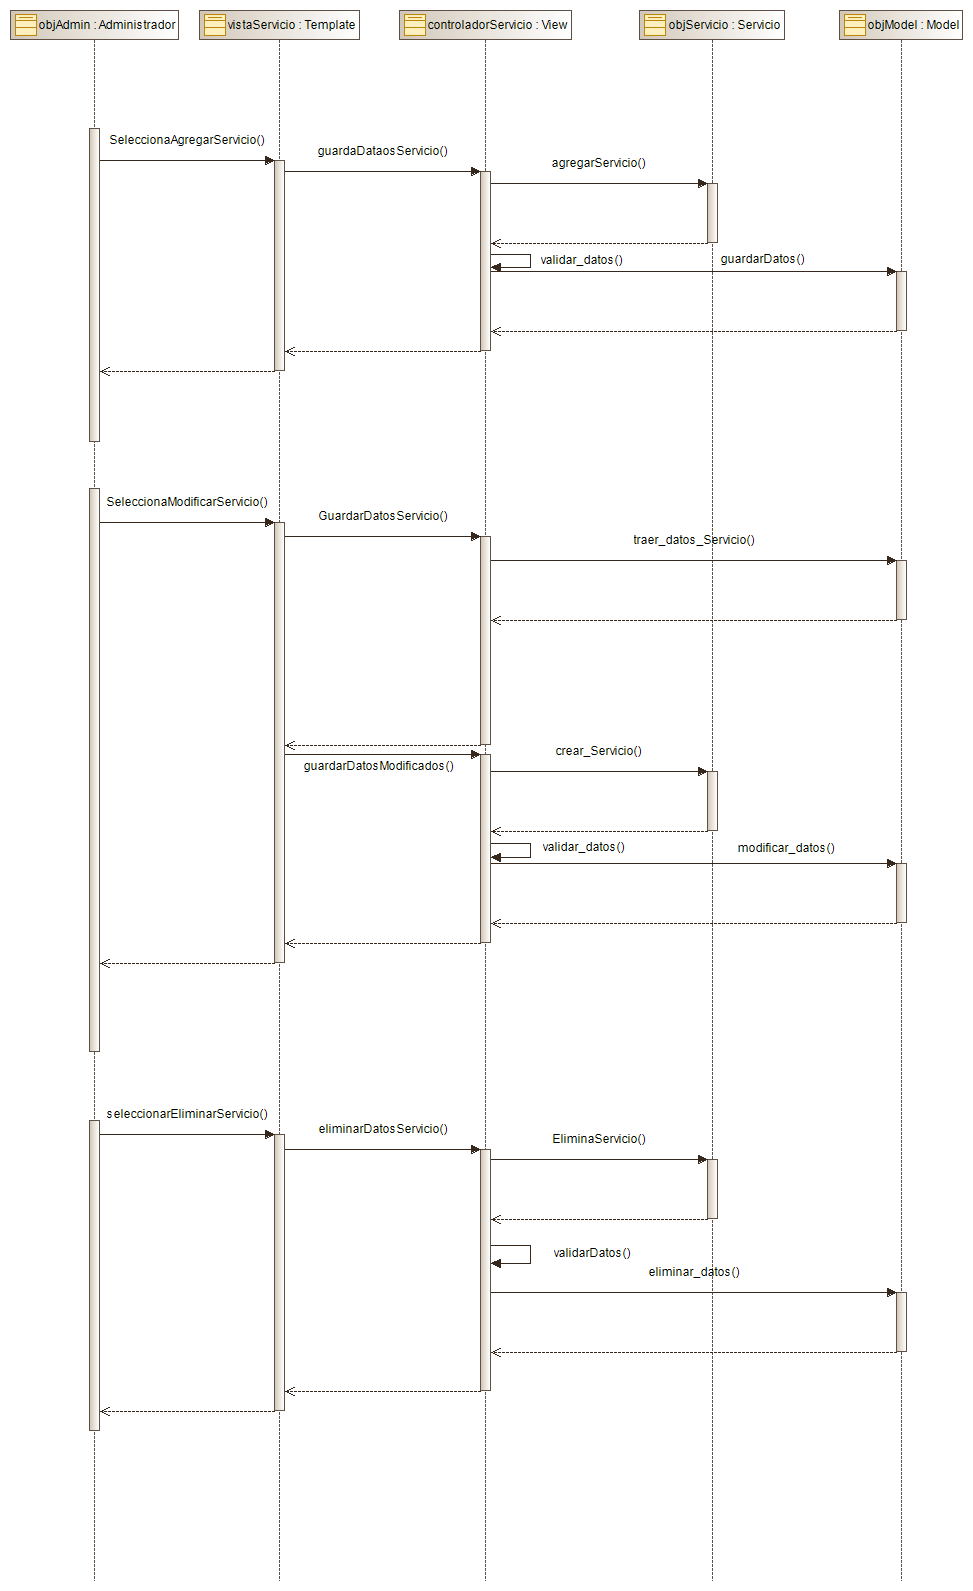 objAdmin : Administrador
vistaServicio : Template
controladorServicio : View
objServicio : Servicio
objModel : Model
SeleccionaAgregarServicio()
guardaDataosServicio()
agregarServicio()
validar_datos()
guardarDatos()
SeleccionaModificarServicio()
GuardarDatosServicio()
traer_datos_Servicio()
guardarDatosModificados()
crear_Servicio()
validar_datos()
modificar_datos()
seleccionarEliminarServicio()
eliminarDatosServicio()
EliminaServicio()
validarDatos()
eliminar_datos()